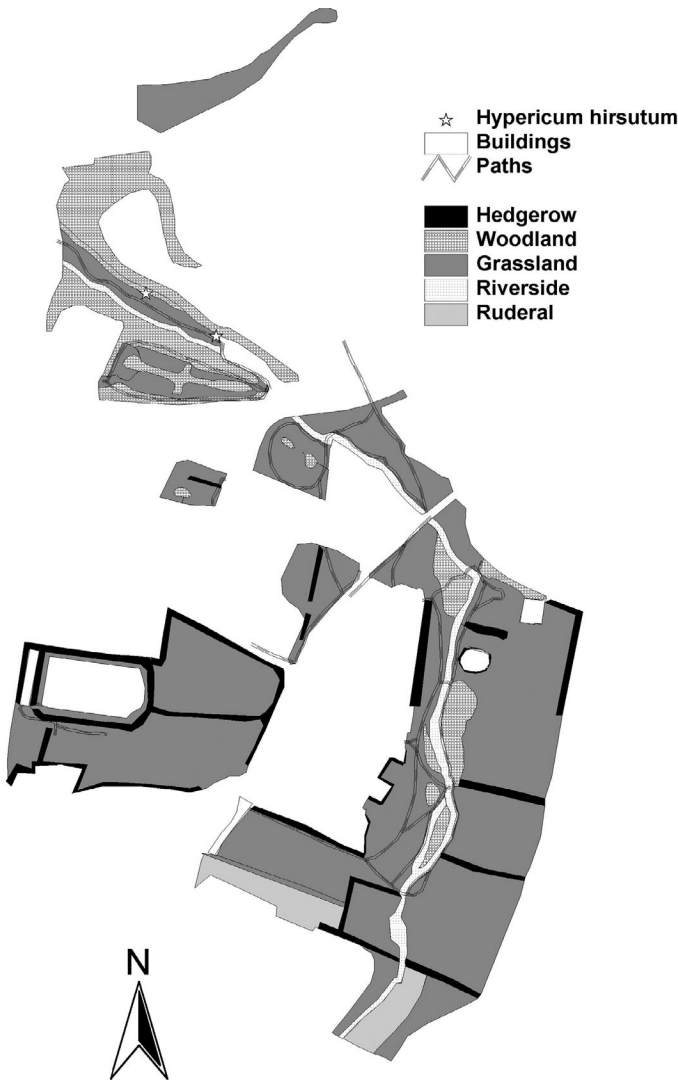 Hypericum hirsutum
Buildings
Paths
Hedgerow
Woodland
Grassland
Riverside
Ruderal
N